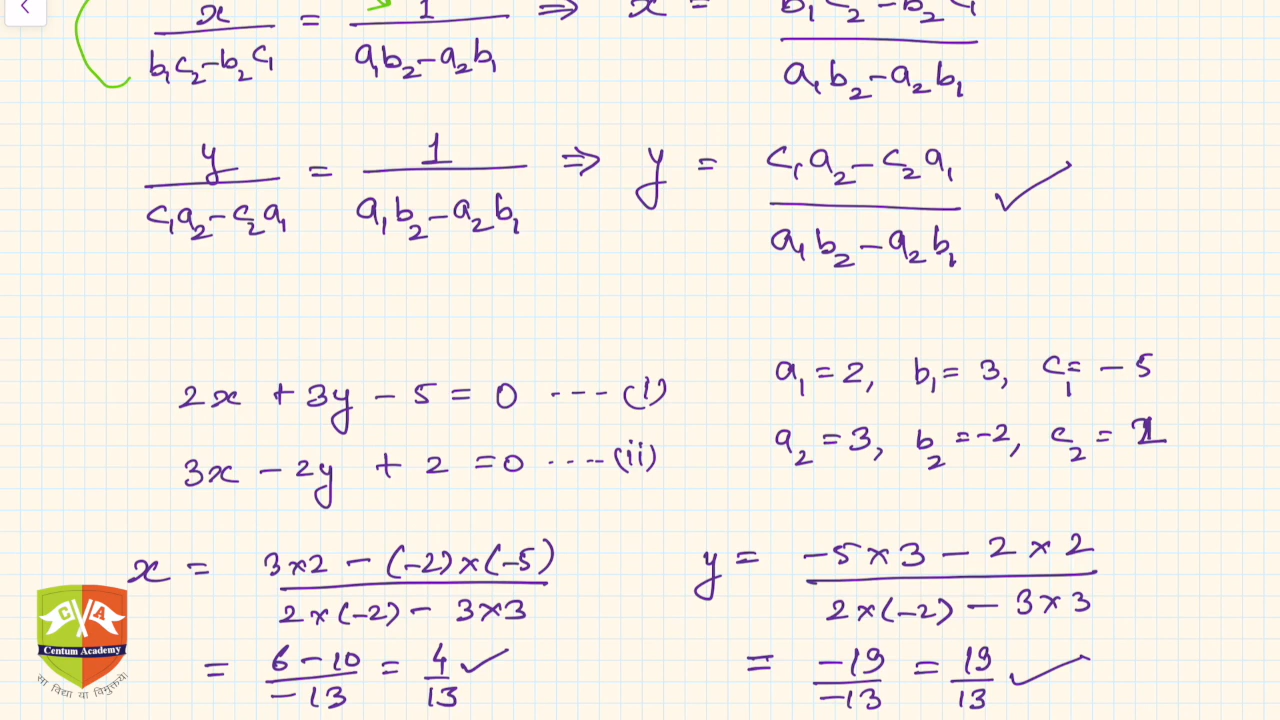 x/(b₁c₂-b₂c₁) = 1/(a₁b₂-a₂b₁) ⇒ x = (b₁c₂-b₂c₁)/(a₁b₂-a₂b₁)
y/(c₁a₂-c₂a₁) = 1/(a₁b₂-a₂b₁) ⇒ y = (c₁a₂-c₂a₁)/(a₁b₂-a₂b₁) ✓
2x + 3y - 5 = 0 ---- (i)
3x - 2y + 2 = 0 ---- (ii)
a₁ = 2, b₁ = 3, c₁ = -5
a₂ = 3, b₂ = -2, c₂ = 2
x = (3×2 - (-2)×(-5))/(2×(-2) - 3×3)
= (6-10)/(-13) = 4/13 ✓
y = (-5×3 - 2×2)/(2×(-2) - 3×3)
= -19/-13 = 19/13 ✓
CA
Centum Academy
सा विद्या या विमुक्तये